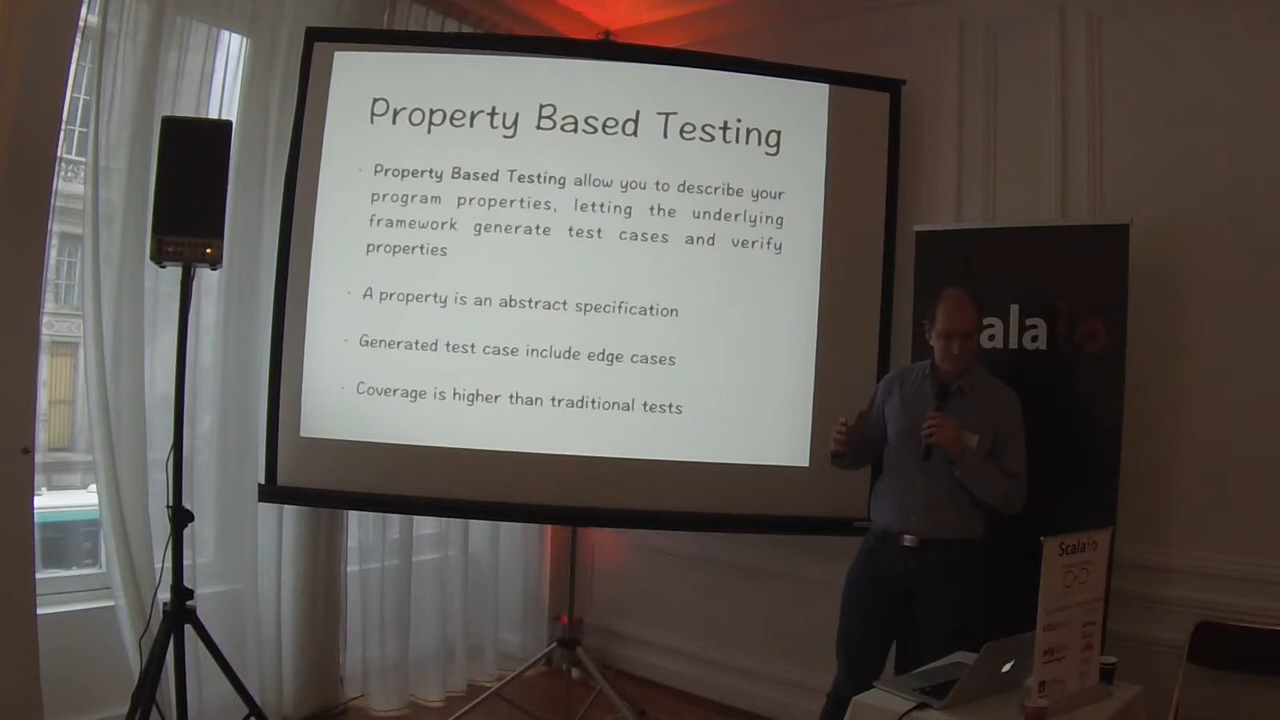 Property Based Testing
· Property Based Testing allow you to describe your
program properties, letting the underlying
framework generate test cases and verify
properties
· A property is an abstract specification
· Generated test case include edge cases
· Coverage is higher than traditional tests
ala io
Scala io